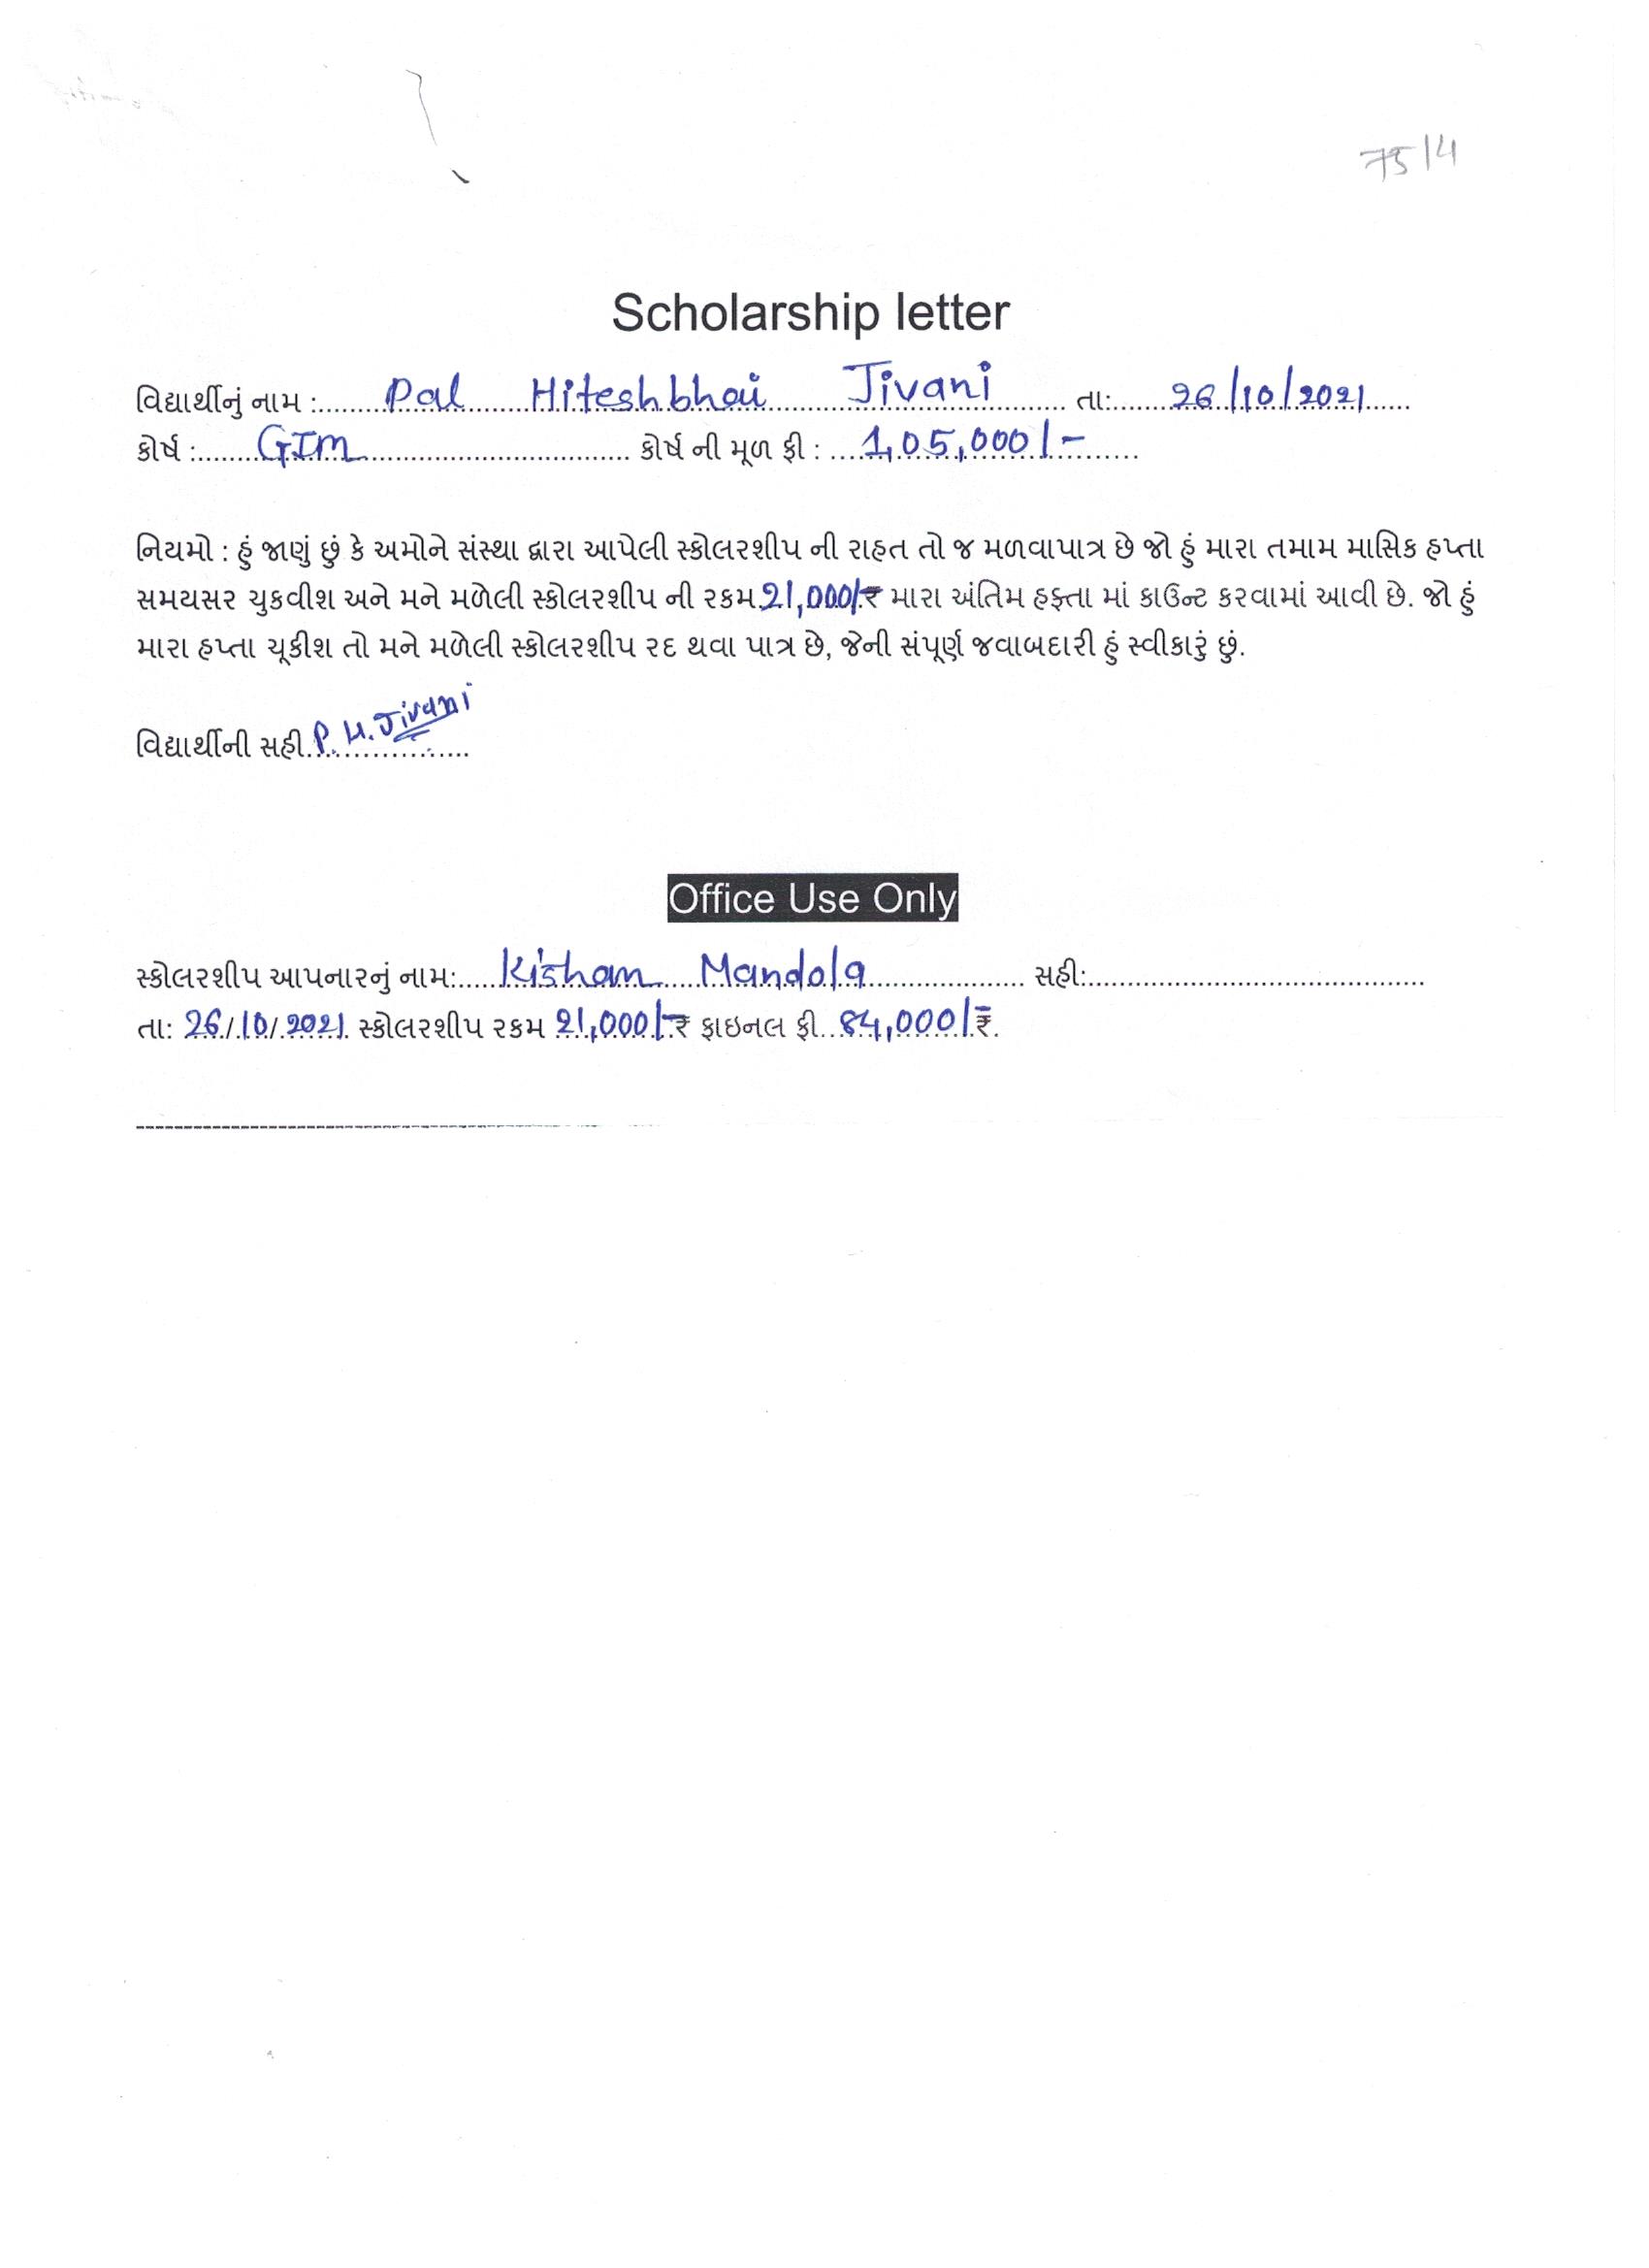 75/4
Scholarship letter
વિદ્યાર્થીનું નામ :........Pal Hiteshbhai Jivani........ તા:.......26/10/2021......
કોર્ષ :.......GIM................................. કોર્ષ ની મૂળ ફી : ....1,05,000/-.......
નિયમો : હું જાણું છું કે અમોને સંસ્થા દ્વારા આપેલી સ્કોલરશીપ ની રાહત તો જ મળવાપાત્ર છે જો હું મારા તમામ માસિક હપ્તા
સમયસર ચુકવીશ અને મને મળેલી સ્કોલરશીપ ની રકમ.21,000/-₹ મારા અંતિમ હફ્તા માં કાઉન્ટ કરવામાં આવી છે. જો હું
મારા હપ્તા ચૂકીશ તો મને મળેલી સ્કોલરશીપ રદ થવા પાત્ર છે, જેની સંપૂર્ણ જવાબદારી હું સ્વીકારું છું.
વિદ્યાર્થીની સહી.P. H. Jivani.....
Office Use Only
સ્કોલરશીપ આપનારનું નામ:.....Kishan Mandola.................... સહી:...........................................
તા: 26/10/2021. સ્કોલરશીપ રકમ 21,000/-₹ ફાઇનલ ફી...84,000/-₹.